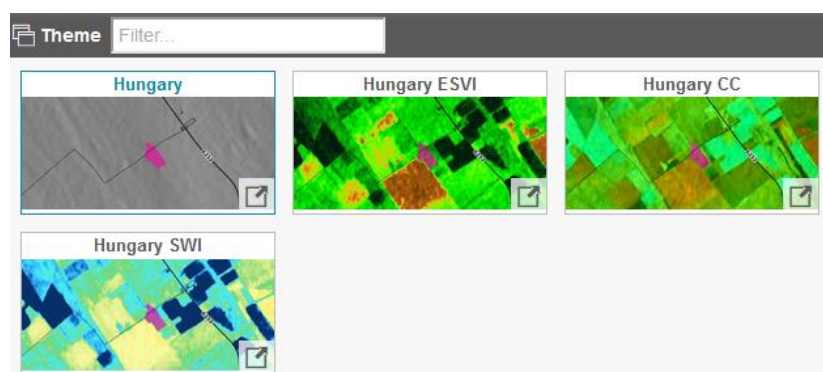 Theme Filter...
Hungary
Hungary ESVI
Hungary CC
Hungary SWI